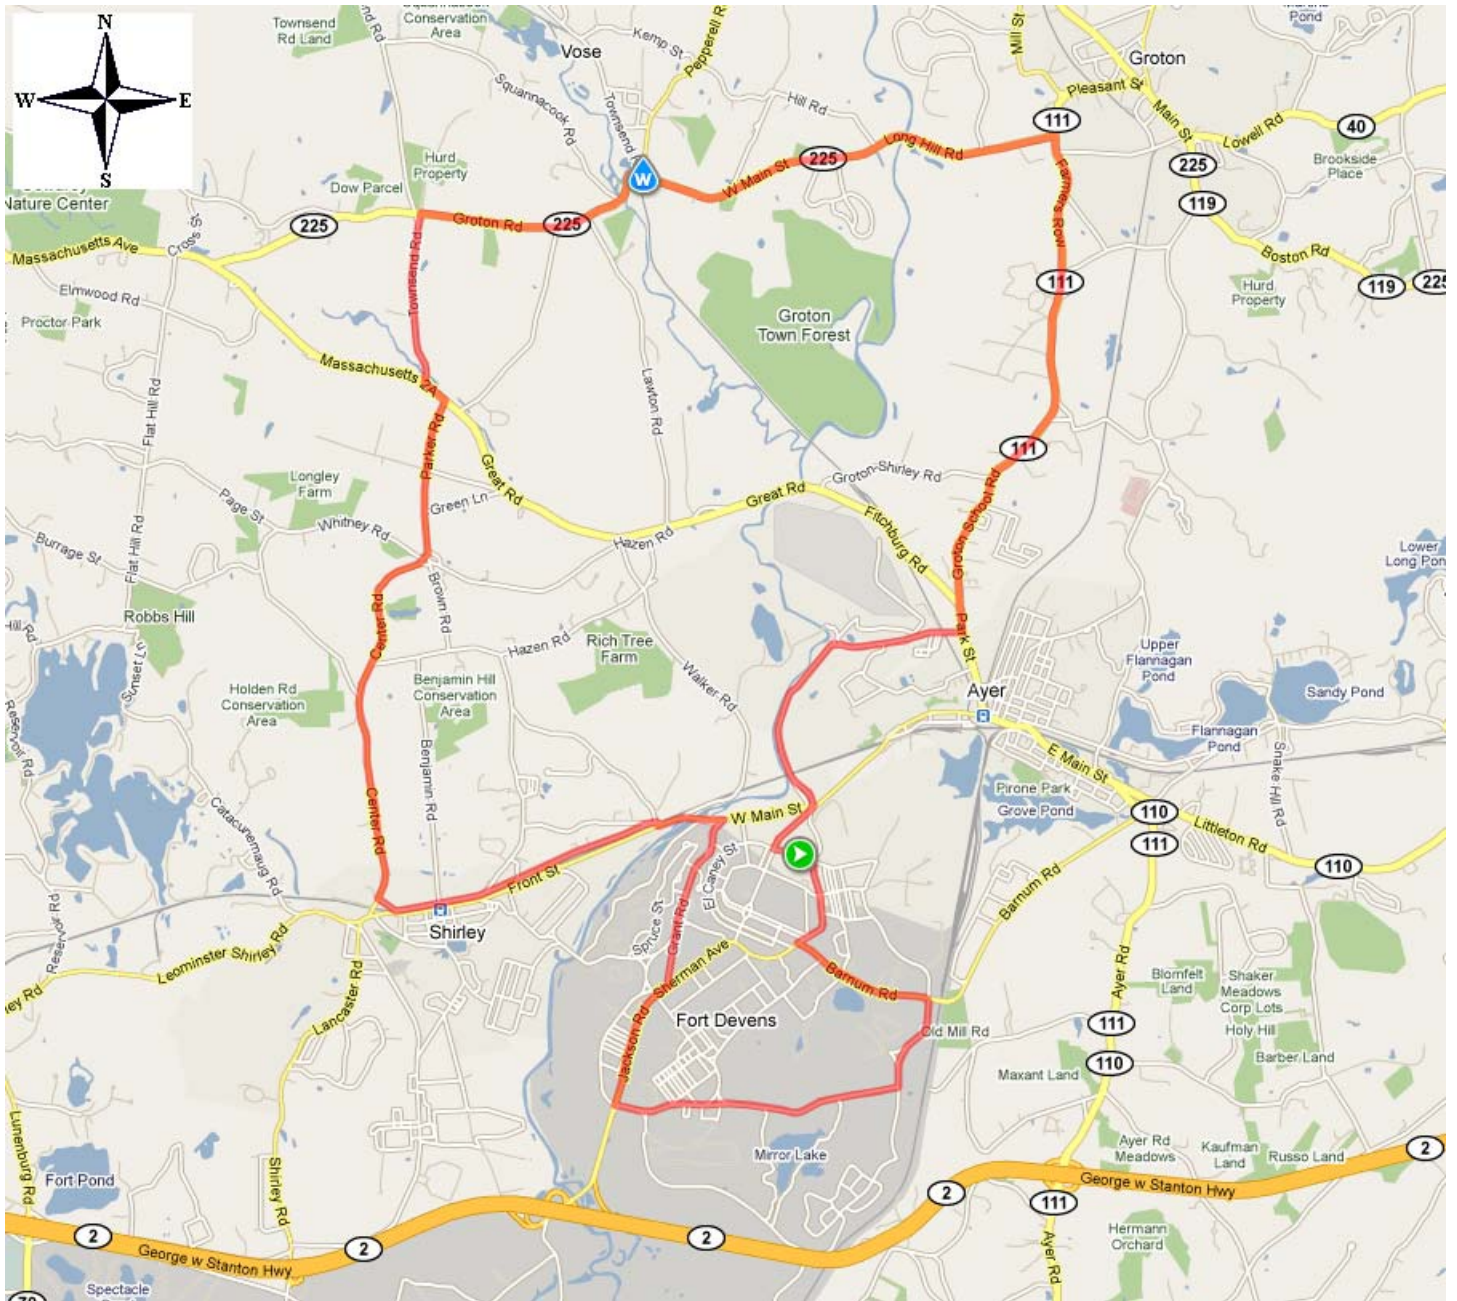 N
W
E
S
Townsend
Rd Land
Conservation
Area
Vose
Kemp St
Pepperell R
Mill St
Groton
Pond
Pleasant St
Main St
Squannacook Rd
Townsend
Hill Rd
111
Lowell Rd
40
Long Hill Rd
Hurd
Property
Dow Parcel
W
W Main St
225
225
Brookside
Place
Nature Center
225
Groton Rd
225
119
Farmers Row
Cross St
Massachusetts Ave
Townsend Rd
Boston Rd
Elmwood Rd
111
Hurd
Property
119
225
Proctor Park
Groton
Town Forest
Massachusetts 2A
Flat Hill Rd
Lawton Rd
Parker Rd
111
Great Rd
Groton-Shirley Rd
Longley
Farm
Great Rd
Page St
Green Ln
Whitney Rd
Fitchburg Rd
Groton School Rd
Burrage St
Flat Hill Rd
Hazen Rd
Lower
Long Pon
Brown Rd
Robbs Hill
Center Rd
Park St
Hill Rd
Hazen Rd
Rich Tree
Farm
Upper
Flannagan
Pond
Sunset Ln
Walker Rd
Holden Rd
Conservation
Area
Benjamin Hill
Conservation
Area
Ayer
Sandy Pond
Reservoir Rd
Flannagan
Pond
Benjamin Rd
E Main St
Snake Hill Rd
Center Rd
Catacunemaug Rd
Pirone Park
Grove Pond
110
W Main St
Littleton Rd
111
110
Front St
El Caney St
Barnum Rd
Reservoir Rd
Shirley
Spruce St
Grant Rd
Leominster Shirley Rd
Sherman Ave
Barnum Rd
Ayer Rd
ey Rd
Lancaster Rd
Blomfelt
Land
Shaker
Meadows
Corp Lots
Fort Devens
Old Mill Rd
111
Holy Hill
Jackson Rd
110
Barber Land
Maxant Land
Lunenburg Rd
Mirror Lake
Ayer Rd
Meadows
Kaufman
Land
Russo Land
2
Fort Pond
Shirley Rd
2
George w Stanton Hwy
111
2
2
2
George w Stanton Hwy
Hermann
Orchard
Ayer Rd
Spectacle